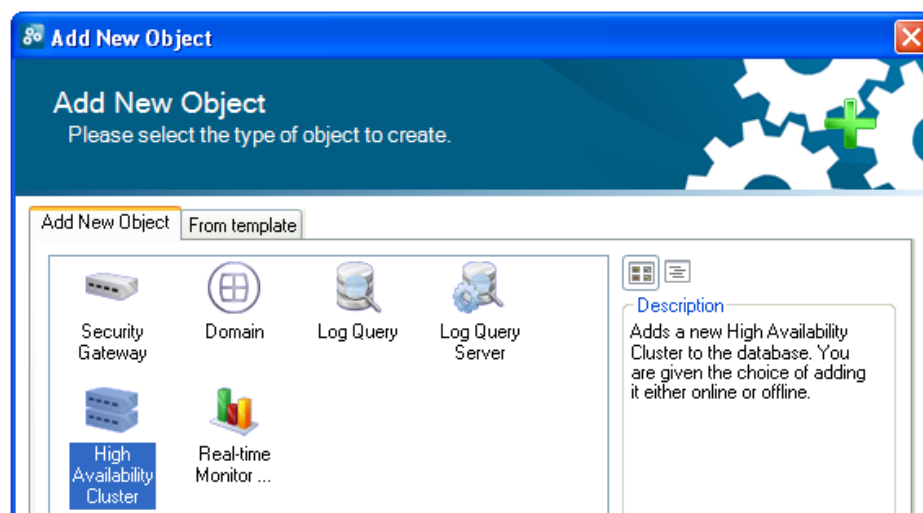 Add New Object
Add New Object
Please select the type of object to create.
Add New Object
From template
Security
Gateway
Domain
Log Query
Log Query
Server
High
Availability
Cluster
Real-time
Monitor ...
Description
Adds a new High Availability
Cluster to the database. You
are given the choice of adding
it either online or offline.